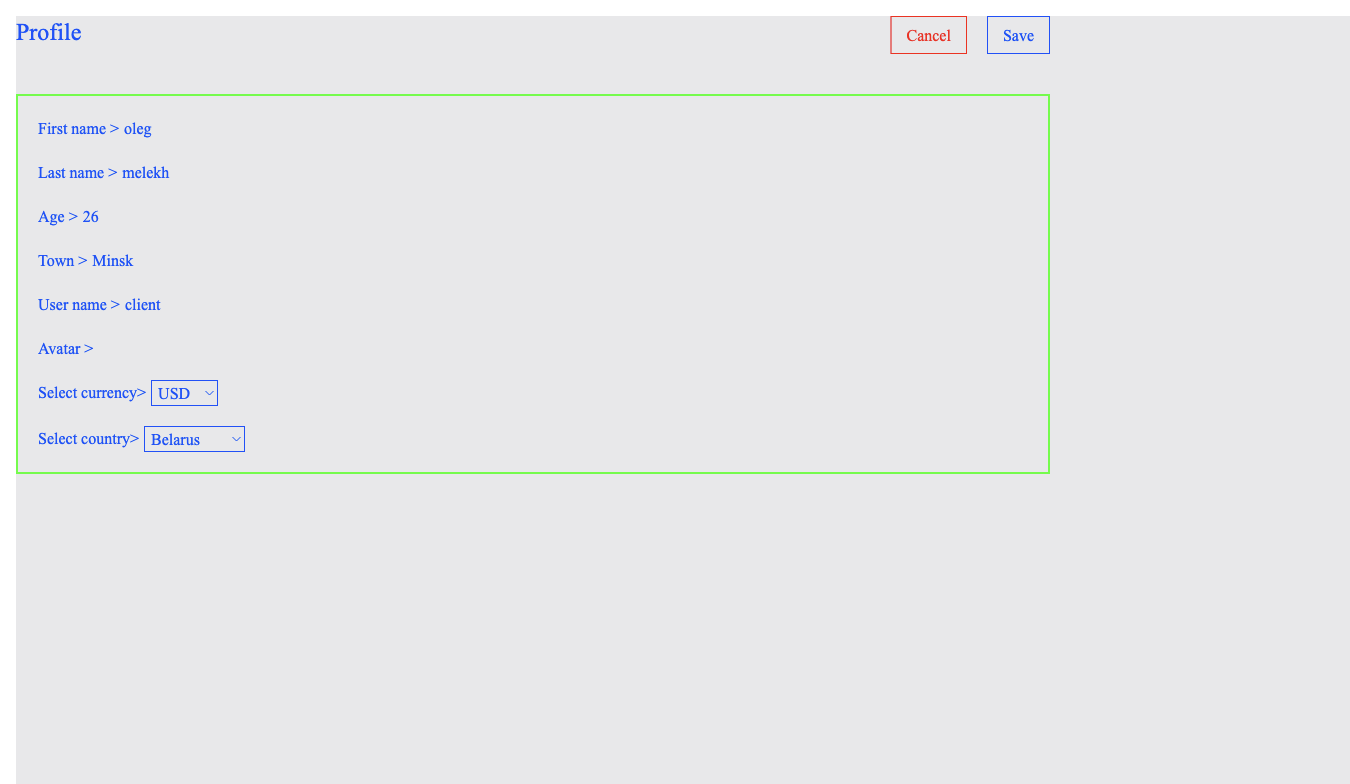 Profile
Cancel
Save
First name > oleg
Last name > melekh
Age > 26
Town > Minsk
User name > client
Avatar >
Select currency> USD
Select country> Belarus